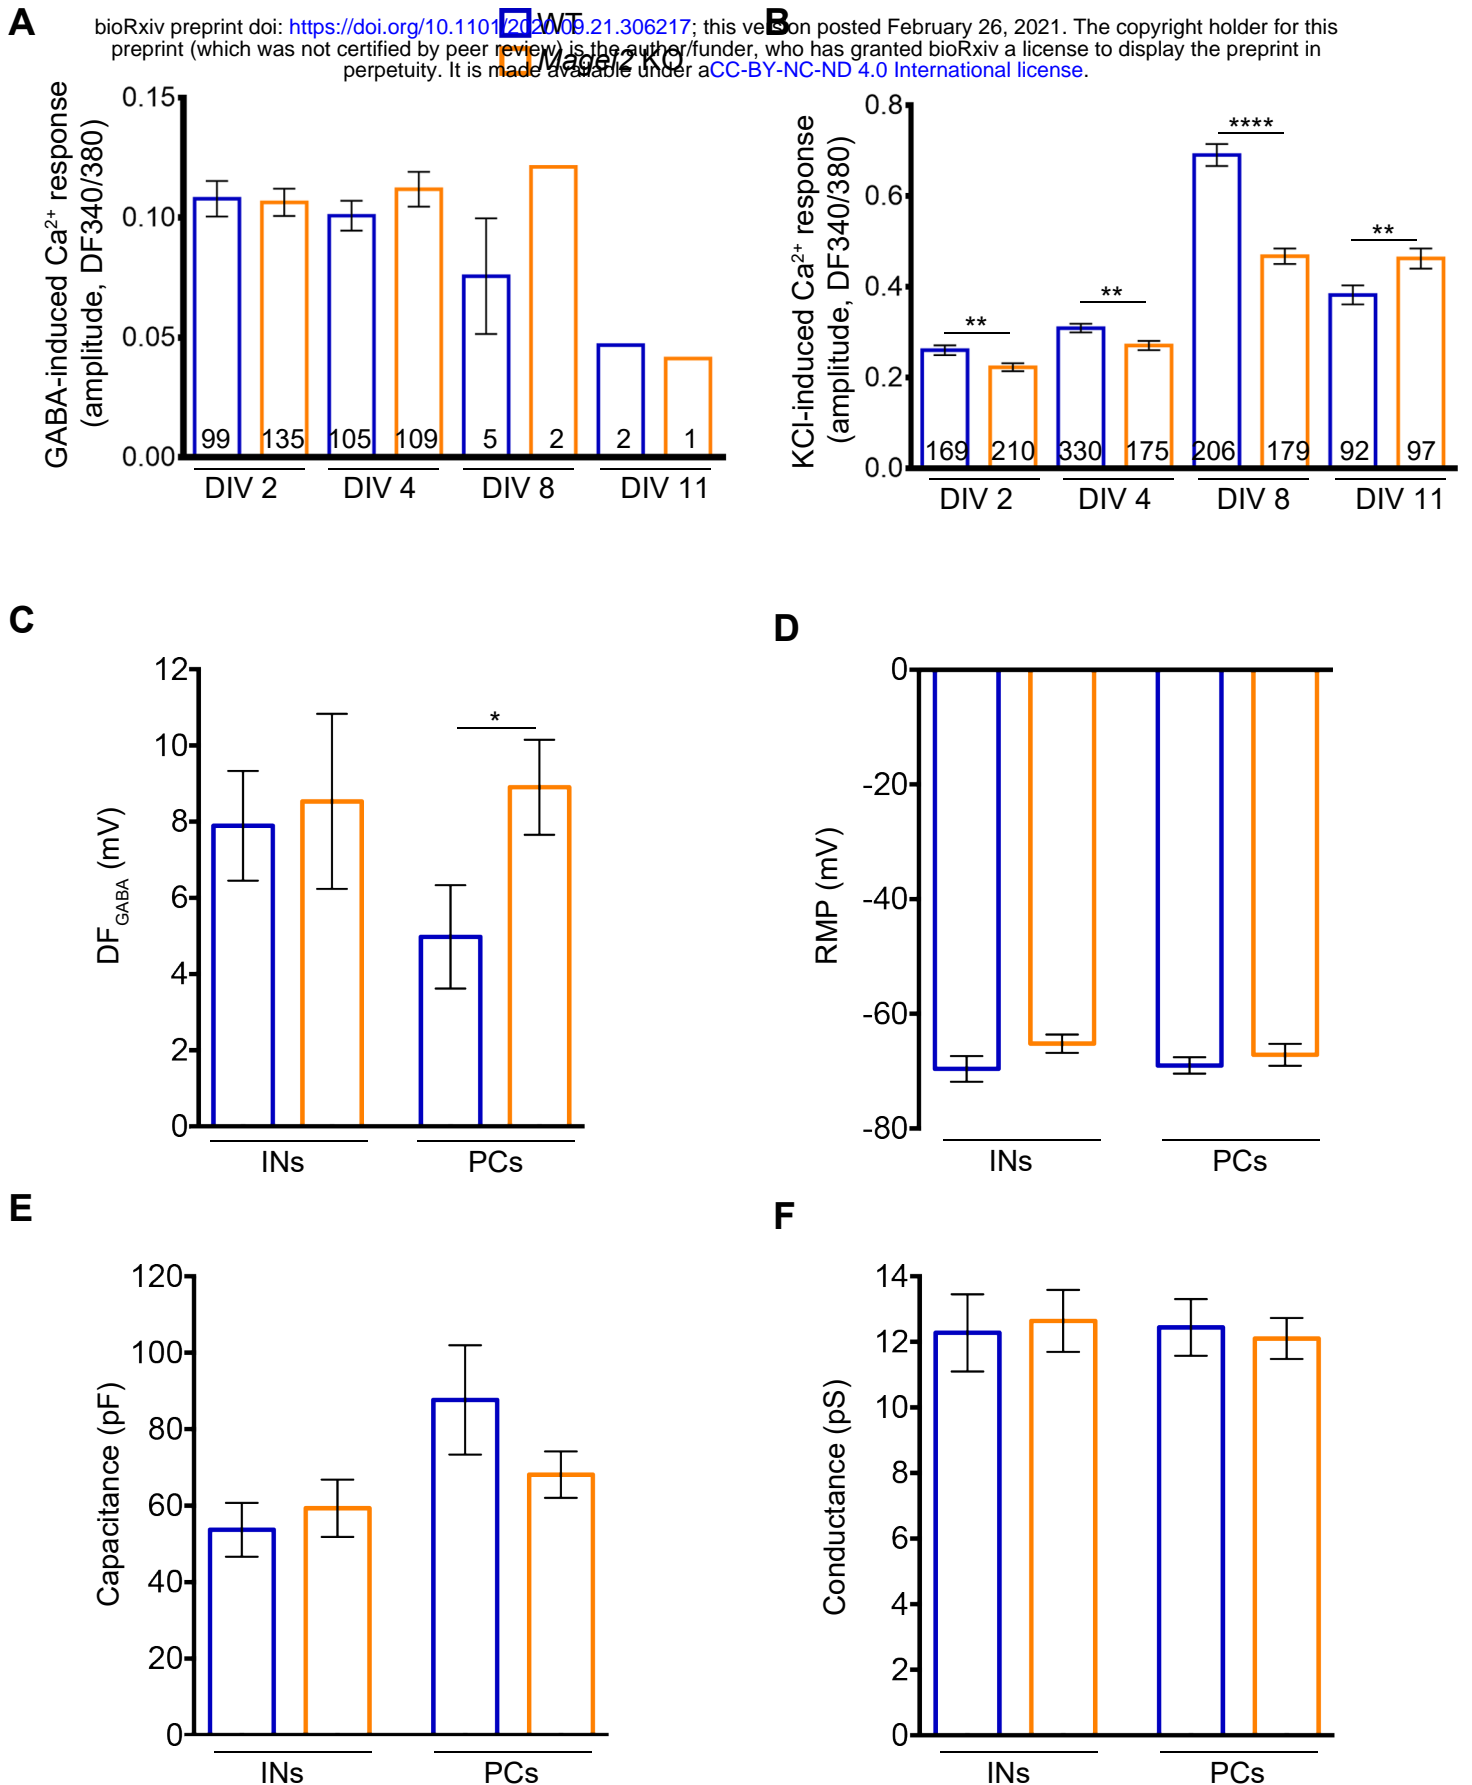 A
bioRxiv preprint doi: https://doi.org/10.1101/2020.09.21.306217; this version posted February 26, 2021. The copyright holder for this
preprint (which was not certified by peer review) is the author/funder, who has granted bioRxiv a license to display the preprint in
perpetuity. It is made available under aCC-BY-NC-ND 4.0 International license.
WT
Magel2 KO
B
GABA-induced Ca²⁺ response
(amplitude, DF340/380)
0.15
0.10
0.05
0.00
99 135 105 109 5 2 2 1
DIV 2 DIV 4 DIV 8 DIV 11
KCl-induced Ca²⁺ response
(amplitude, DF340/380)
0.8
0.6
0.4
0.2
0.0
** ** **** **
169 210 330 175 206 179 92 97
DIV 2 DIV 4 DIV 8 DIV 11
C
DF GABA (mV)
12
10
8
6
4
2
0
*
INs PCs
D
RMP (mV)
0
-20
-40
-60
-80
INs PCs
E
Capacitance (pF)
120
100
80
60
40
20
0
INs PCs
F
Conductance (pS)
14
12
10
8
6
4
2
0
INs PCs